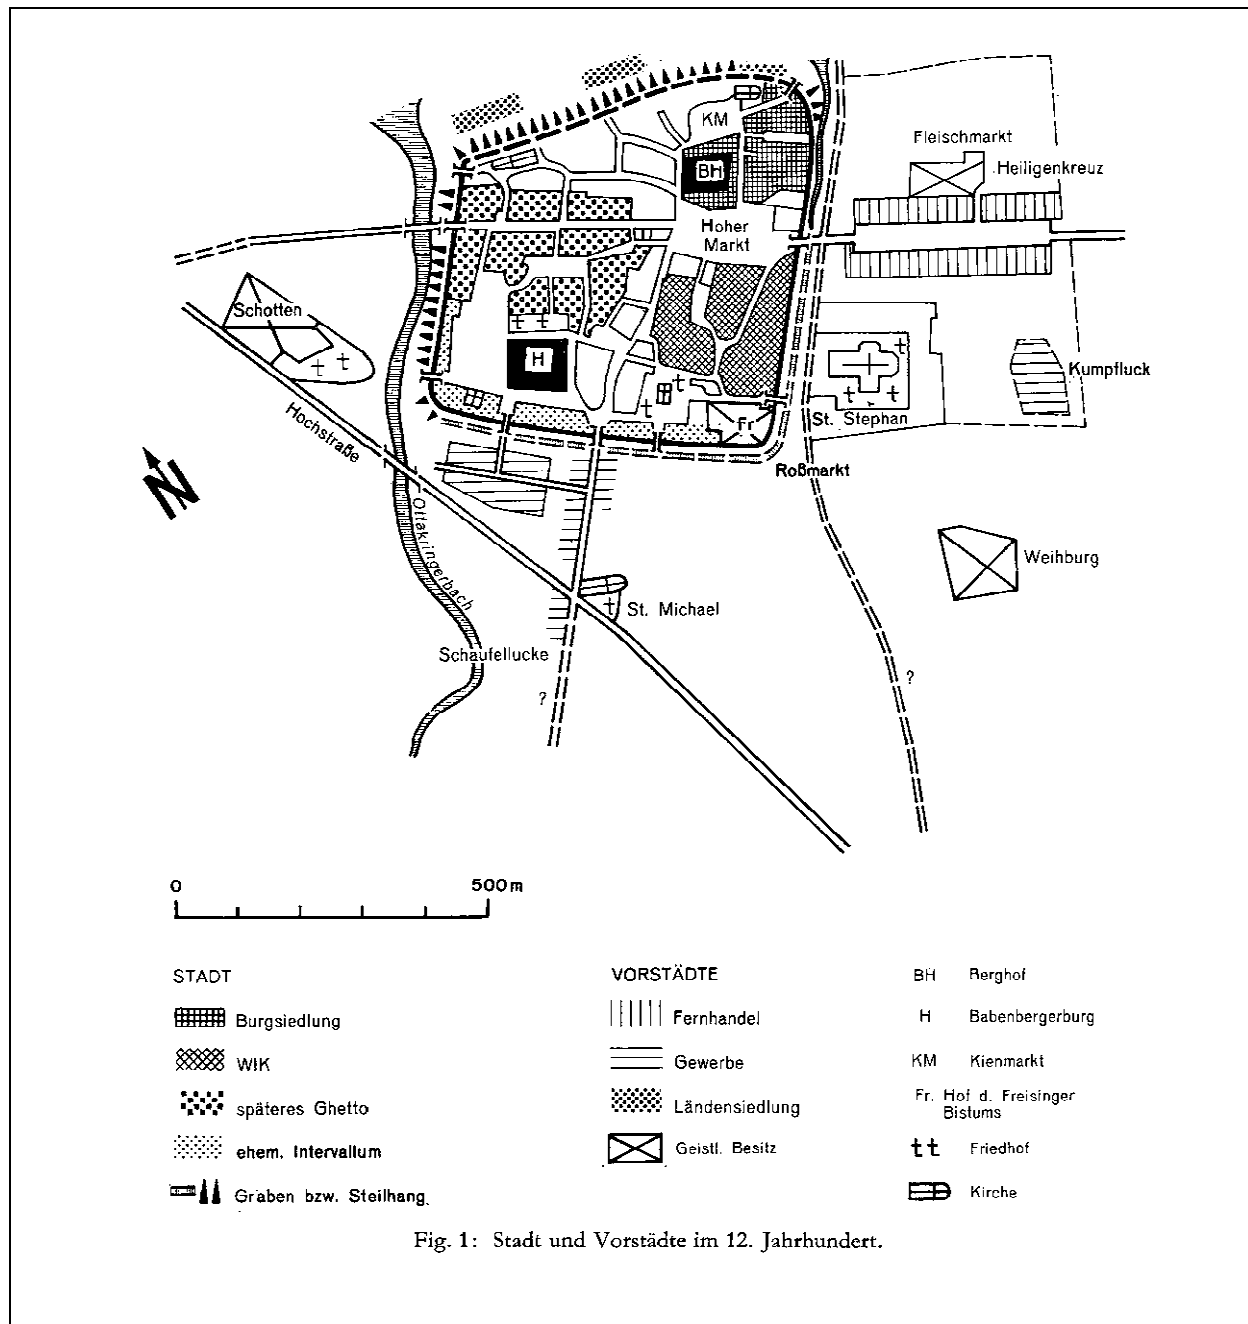 KM
Fleischmarkt
BH
Heiligenkreuz
Hoher
Markt
Schotten
H
Kumpfluck
Fr
St. Stephan
Hochstraße
Roßmarkt
N
Ottakringerbach
Weihburg
St. Michael
Schaufellucke
?
?
0 500 m
STADT
Burgsiedlung
WIK
späteres Ghetto
ehem. Intervallum
Graben bzw. Steilhang.
VORSTÄDTE
Fernhandel
Gewerbe
Ländensiedlung
Geistl. Besitz
BH Berghof
H Babenbergerburg
KM Kienmarkt
Fr. Hof d. Freisinger
Bistums
Friedhof
Kirche
Fig. 1: Stadt und Vorstädte im 12. Jahrhundert.